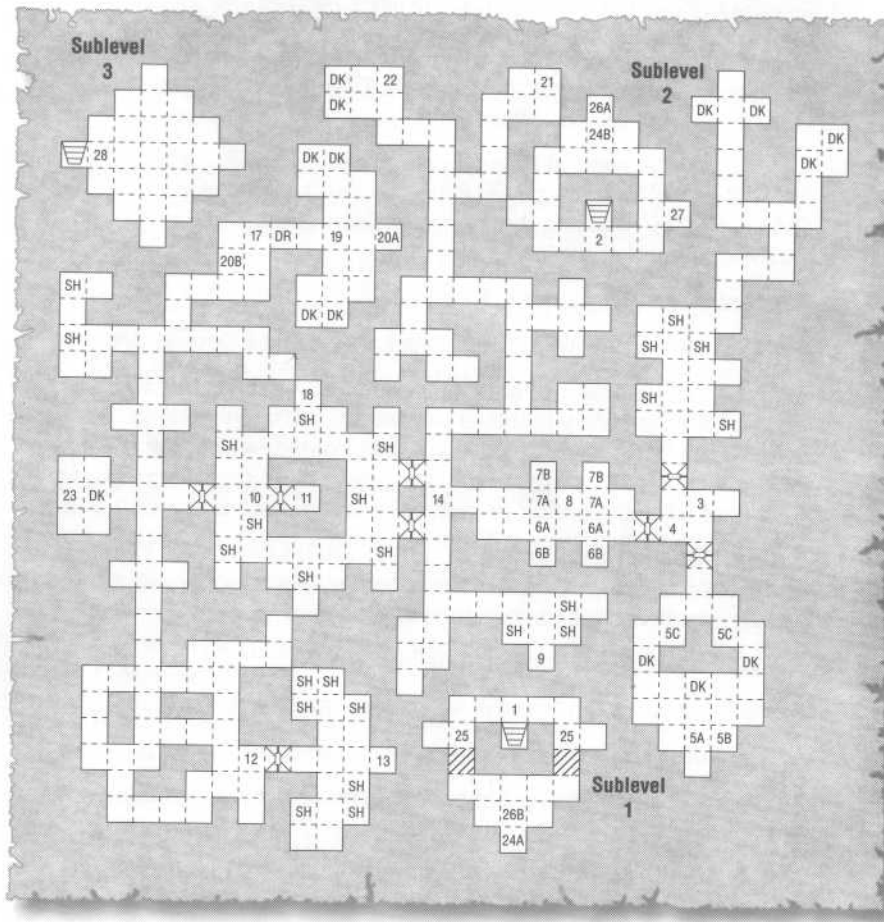 Sublevel
3
Sublevel
2
DK 22 21
DK 26A DK DK
24B DK
28 DK DK DK
17 DR 19 20A 2 27
20B
SH DK DK SH
SH SH SH
18 SH
SH SH SH SH
7B 7B
23 DK 10 11 SH 14 7A 8 7A 3
SH 6A 6A 4
SH SH 6B 6B
SH SH 5C 5C
SH SH
9 DK DK
SH SH DK
SH SH 1
25 25 5A 5B
12 13
SH
SH SH
26B
24A
Sublevel
1